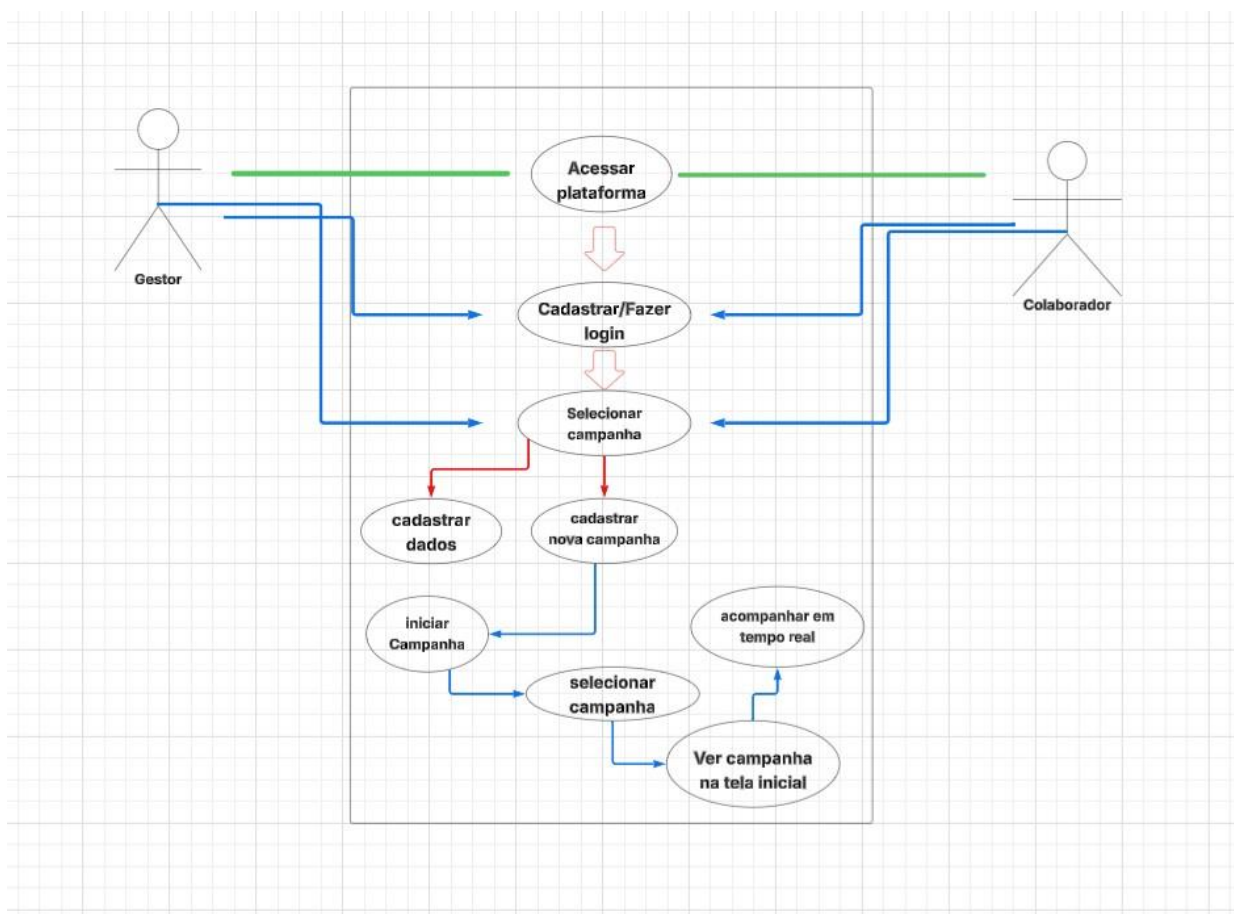 Acessar
plataforma
Gestor
Colaborador
Cadastrar/Fazer
login
Selecionar
campanha
cadastrar
dados
cadastrar
nova campanha
iniciar
Campanha
acompanhar em
tempo real
selecionar
campanha
Ver campanha
na tela inicial